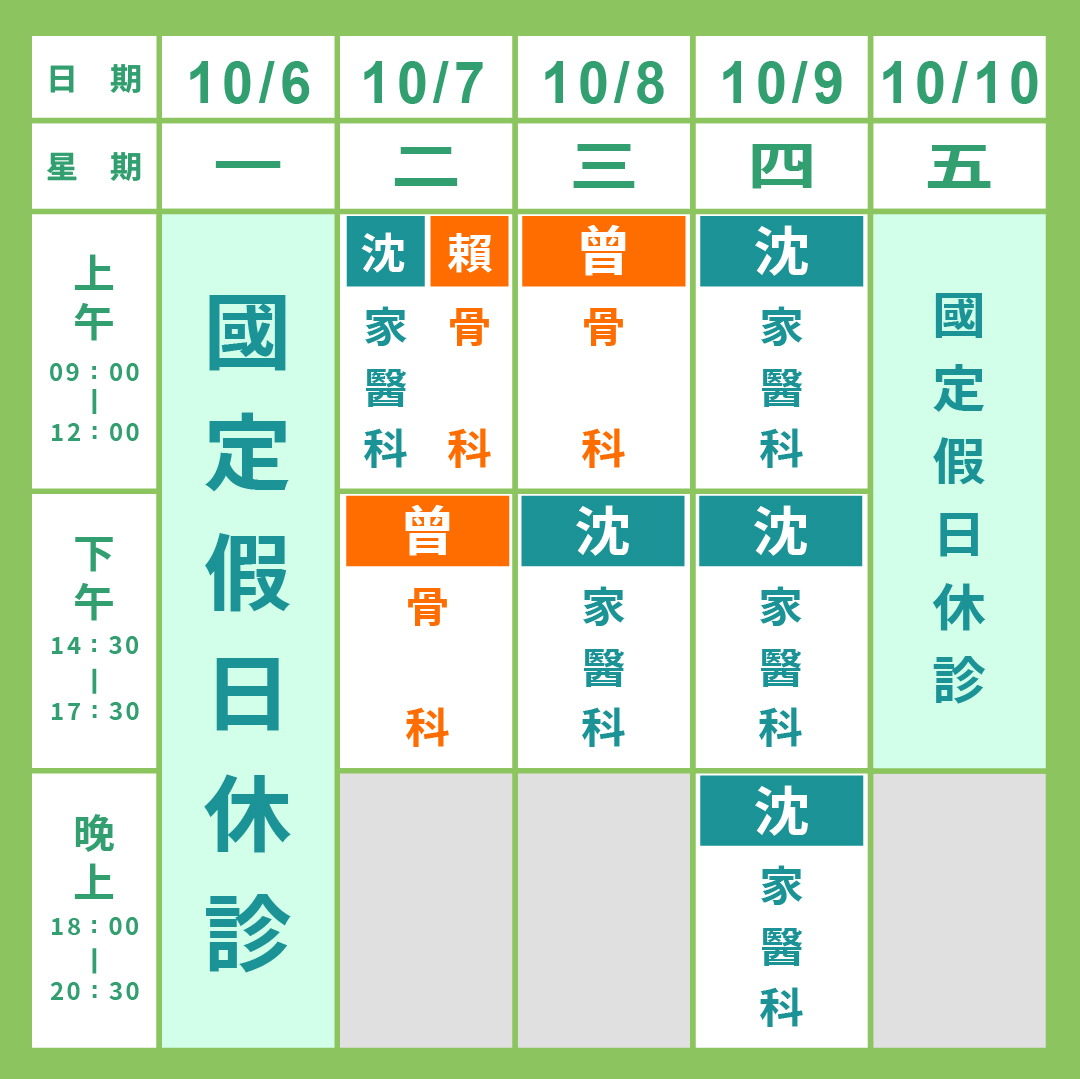 日 期 10/6 10/7 10/8 10/9 10/10
星 期 一 二 三 四 五
上午
09：00
|
12：00
國定假日休診
沈 賴
家醫科 骨科
曾
骨科
沈
家醫科
國定假日休診
下午
14：30
|
17：30
曾
骨科
沈
家醫科
沈
家醫科
晚上
18：00
|
20：30
沈
家醫科